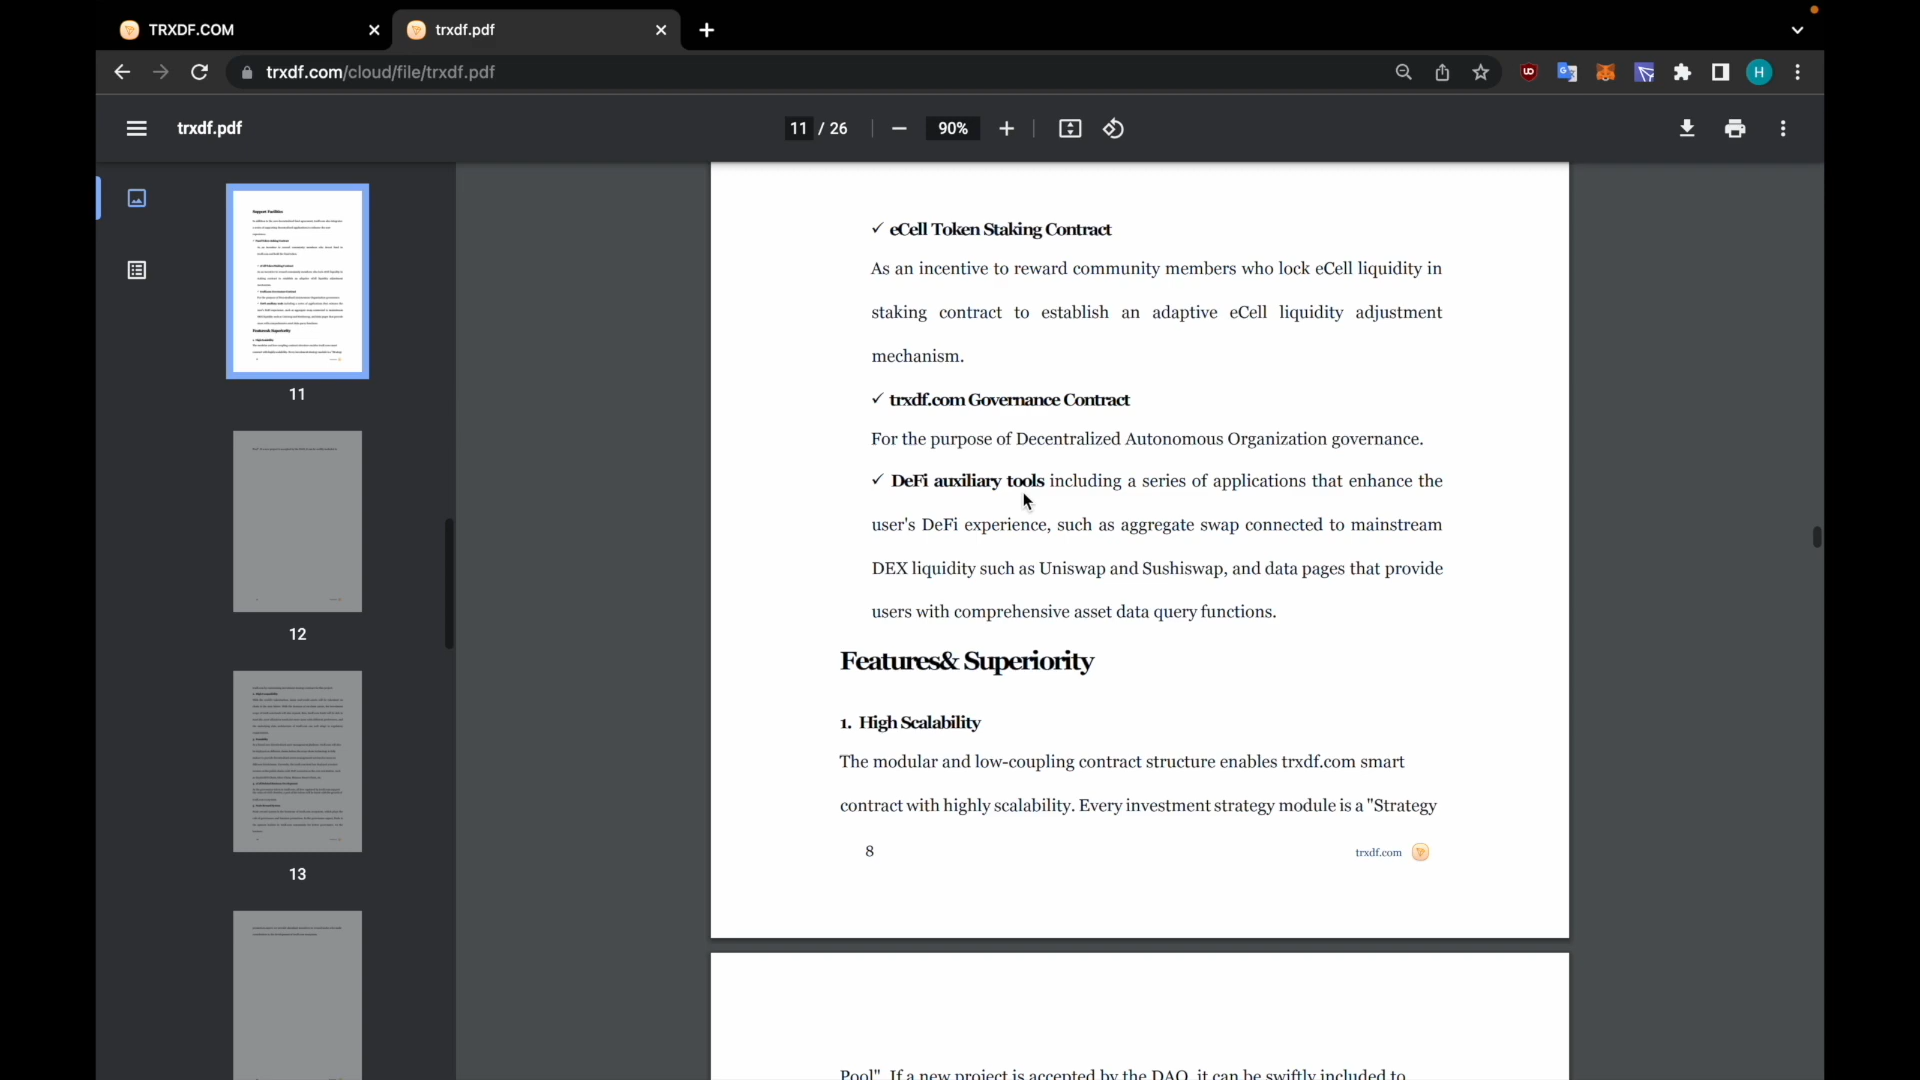 TRXDF.COM
trxdf.pdf
trxdf.com/cloud/file/trxdf.pdf
H
trxdf.pdf
11 / 26
90%
✓ eCell Token Staking Contract
As an incentive to reward community members who lock eCell liquidity in
staking contract to establish an adaptive eCell liquidity adjustment
mechanism.
✓ trxdf.com Governance Contract
For the purpose of Decentralized Autonomous Organization governance.
✓ DeFi auxiliary tools including a series of applications that enhance the
user's DeFi experience, such as aggregate swap connected to mainstream
DEX liquidity such as Uniswap and Sushiswap, and data pages that provide
users with comprehensive asset data query functions.
Features& Superiority
1. High Scalability
The modular and low-coupling contract structure enables trxdf.com smart
contract with highly scalability. Every investment strategy module is a "Strategy
8
trxdf.com
Pool". If a new project is accepted by the DAO, it can be swiftly included to
Support Facilities
Features& Superiority
11
12
13